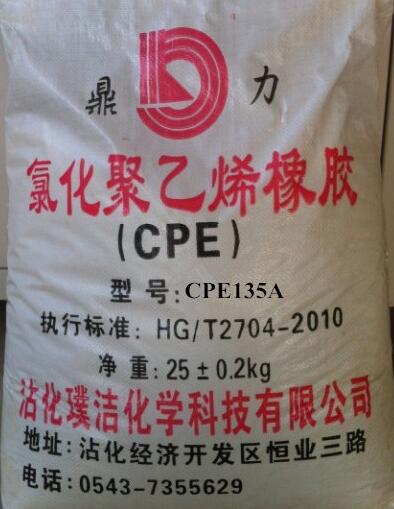 鼎 力
氯化聚乙烯橡胶
(CPE)
型 号:CPE135A
执行标准: HG/T2704-2010
净 重:25±0.2kg
沾化璞洁化学科技有限公司
地址: 沾化经济开发区恒业三路
电话: 0543-7355629